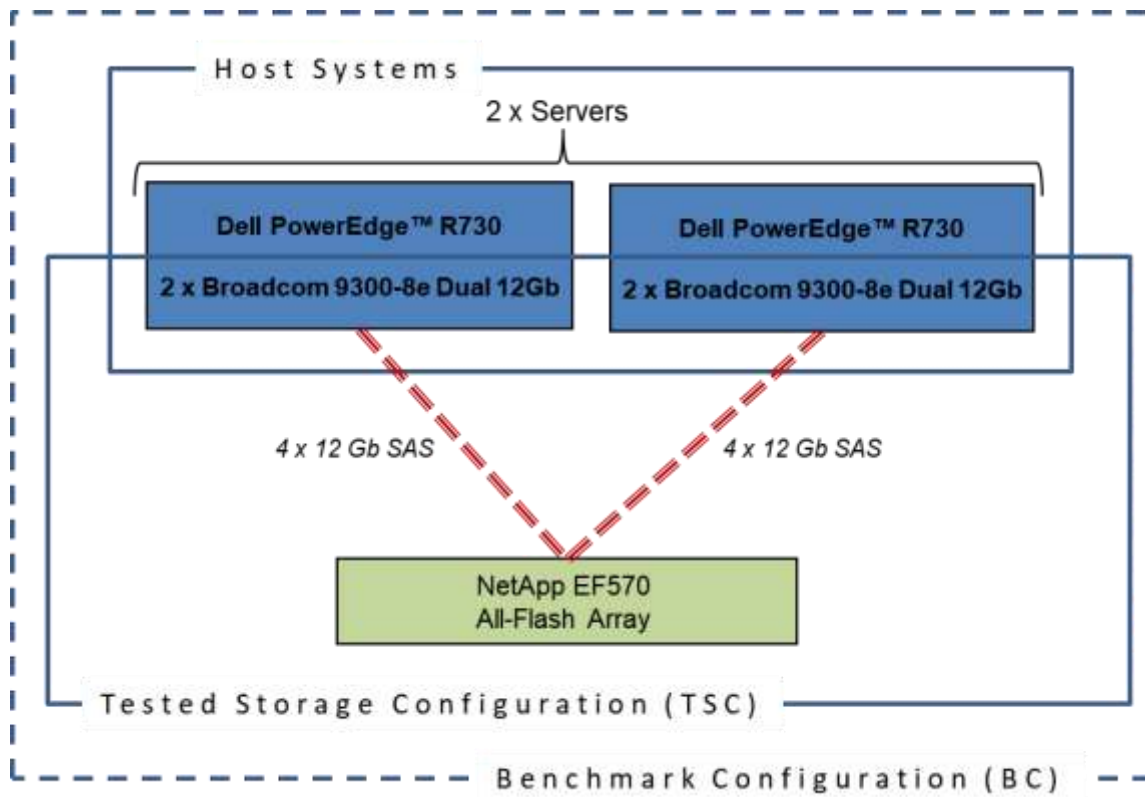 Host Systems
2 x Servers
Dell PowerEdge™ R730
2 x Broadcom 9300-8e Dual 12Gb
Dell PowerEdge™ R730
2 x Broadcom 9300-8e Dual 12Gb
4 x 12 Gb SAS
4 x 12 Gb SAS
NetApp EF570
All-Flash Array
Tested Storage Configuration (TSC)
Benchmark Configuration (BC)